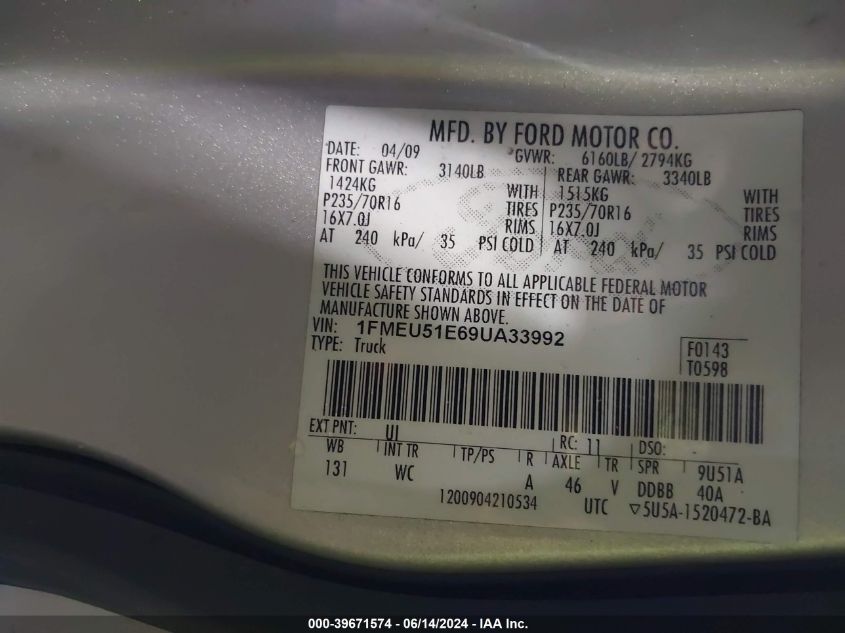 MFD. BY FORD MOTOR CO.
DATE: 04/09 GVWR: 6160LB/ 2794KG
FRONT GAWR: 3140LB REAR GAWR: 3340LB
1424KG WITH 1515KG WITH
P235/70R16 TIRES P235/70R16 TIRES
16X7.0J RIMS 16X7.0J RIMS
AT 240 kPa/ 35 PSI COLD AT 240 kPa/ 35 PSI COLD
THIS VEHICLE CONFORMS TO ALL APPLICABLE FEDERAL MOTOR
VEHICLE SAFETY STANDARDS IN EFFECT ON THE DATE OF
MANUFACTURE SHOWN ABOVE.
VIN: 1FMEU51E69UA33992
TYPE: Truck
F0143
T0598
EXT PNT: UI RC: 11 DSO:
WB INT TR TP/PS R AXLE TR SPR 9U51A
131 WC A 46 V DDBB 40A
1200904210534 UTC ▽5U5A-1520472-BA
000-39671574 - 06/14/2024 - IAA Inc.